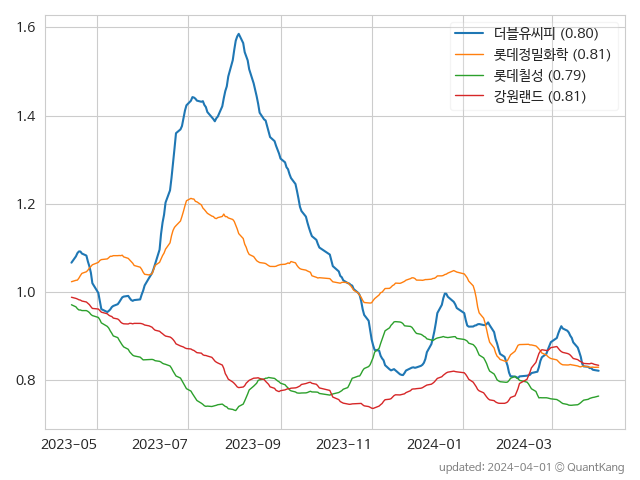 1.6
1.4
1.2
1.0
0.8
더블유씨피 (0.80)
롯데정밀화학 (0.81)
롯데칠성 (0.79)
강원랜드 (0.81)
2023-05 2023-07 2023-09 2023-11 2024-01 2024-03
updated: 2024-04-01 © QuantKang